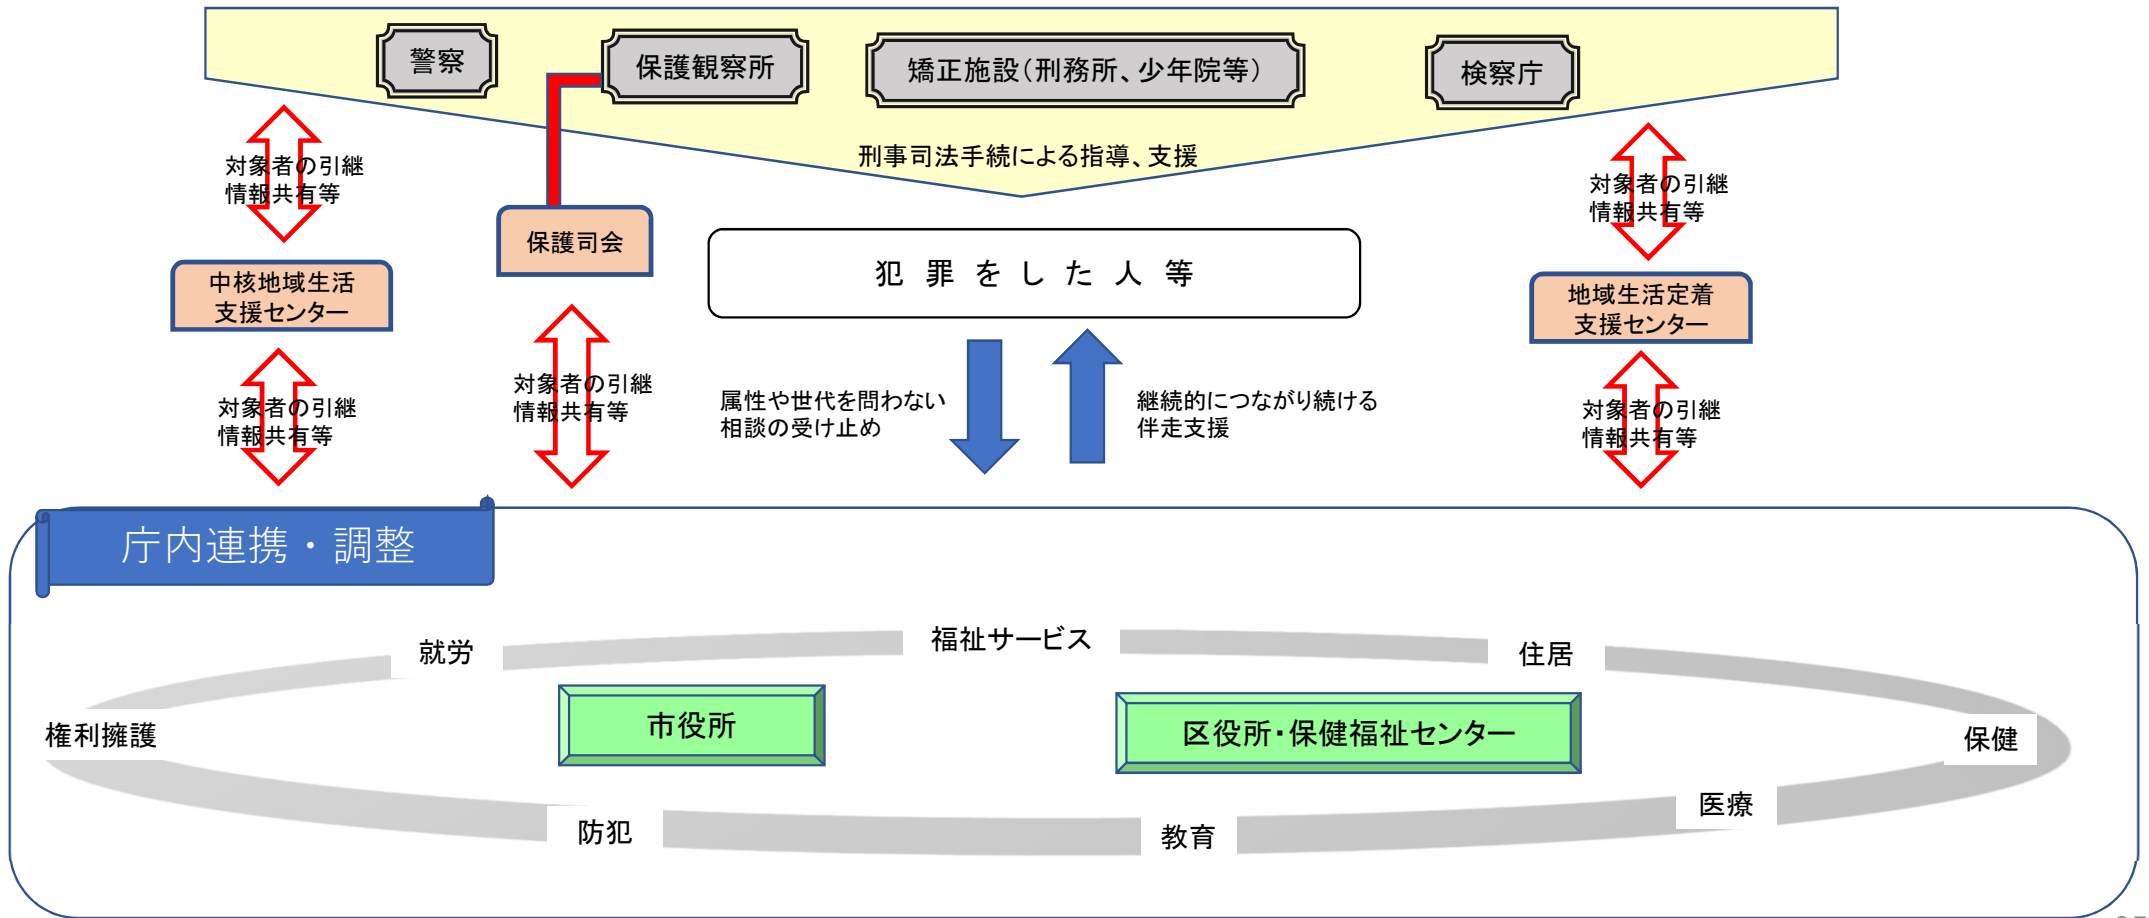 警察
保護観察所
矯正施設（刑務所、少年院等）
検察庁
刑事司法手続による指導、支援
対象者の引継
情報共有等
対象者の引継
情報共有等
保護司会
犯罪をした人等
中核地域生活
支援センター
地域生活定着
支援センター
対象者の引継
情報共有等
対象者の引継
情報共有等
属性や世代を問わない
相談の受け止め
継続的につながり続ける
伴走支援
対象者の引継
情報共有等
庁内連携・調整
就労
福祉サービス
住居
権利擁護
市役所
区役所・保健福祉センター
保健
医療
防犯
教育